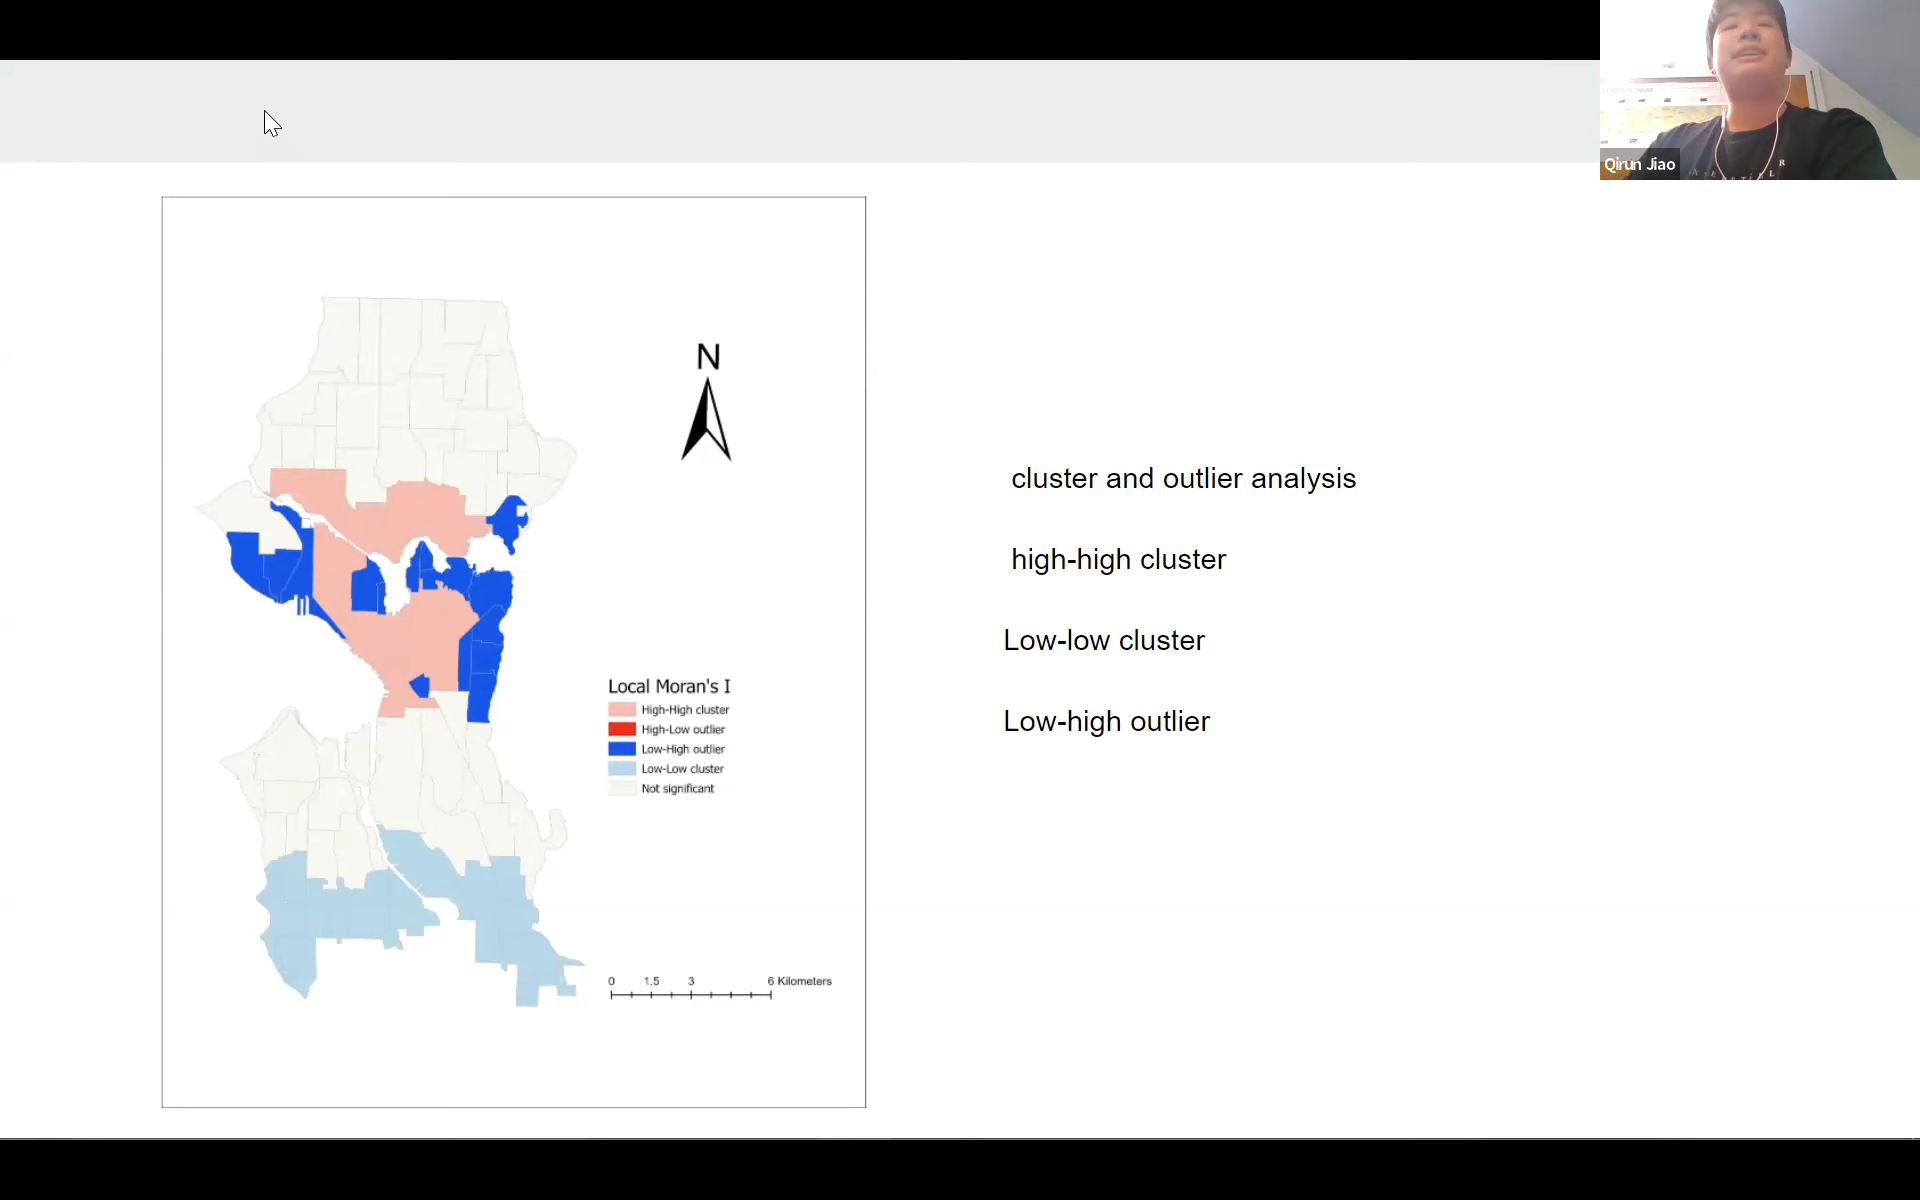 Qirun Jiao
N
cluster and outlier analysis
high-high cluster
Low-low cluster
Low-high outlier
Local Moran's I
High-High cluster
High-Low outlier
Low-High outlier
Low-Low cluster
Not significant
0 1.5 3 6 Kilometers